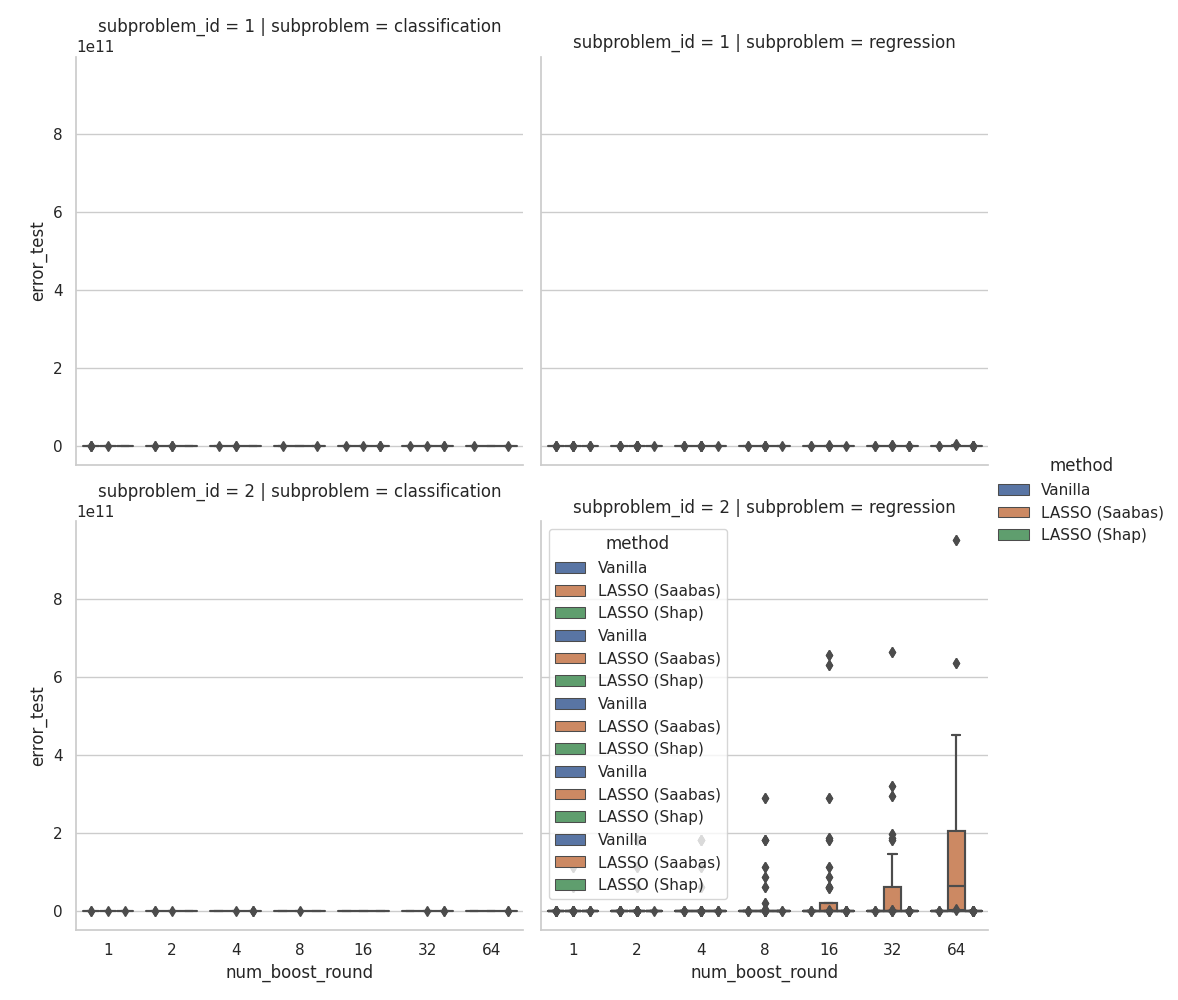 subproblem_id = 1 | subproblem = classification
subproblem_id = 1 | subproblem = regression
1e11
8
6
4
2
0
error_test
subproblem_id = 2 | subproblem = classification
subproblem_id = 2 | subproblem = regression
1e11
8
6
4
2
0
error_test
1 2 4 8 16 32 64
num_boost_round
method
Vanilla
LASSO (Saabas)
LASSO (Shap)
Vanilla
LASSO (Saabas)
LASSO (Shap)
Vanilla
LASSO (Saabas)
LASSO (Shap)
Vanilla
LASSO (Saabas)
LASSO (Shap)
Vanilla
LASSO (Saabas)
LASSO (Shap)
1 2 4 8 16 32 64
num_boost_round
method
Vanilla
LASSO (Saabas)
LASSO (Shap)